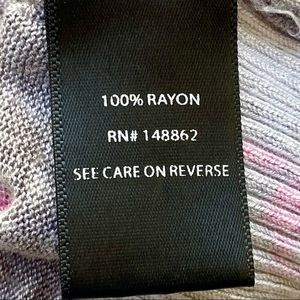 100% RAYON
RN# 148862
SEE CARE ON REVERSE